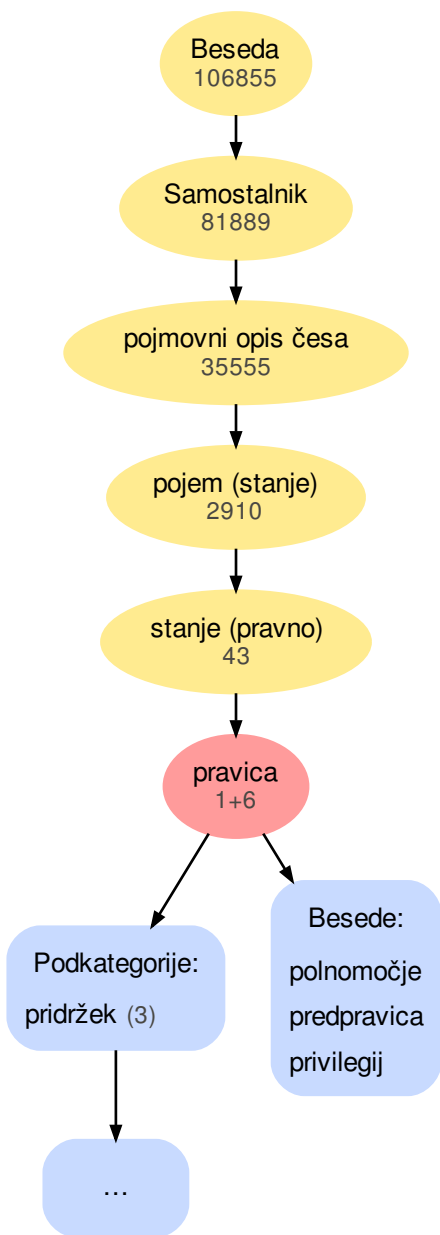 Beseda
106855
Samostalnik
81889
pojmovni opis česa
35555
pojem (stanje)
2910
stanje (pravno)
43
pravica
1+6
Podkategorije:
pridržek (3)
...
Besede:
polnomočje
predpravica
privilegij